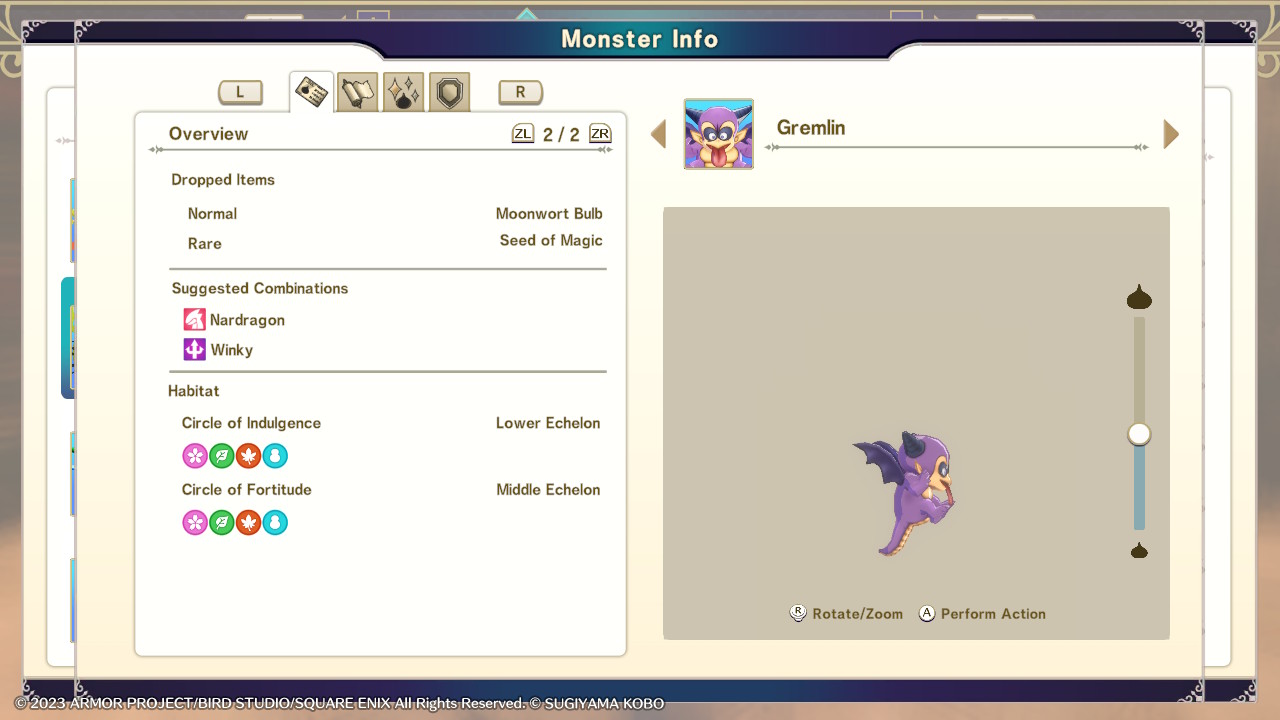 Monster Info
L
R
Overview
ZL 2 / 2 ZR
Gremlin
Dropped Items
Normal Moonwort Bulb
Rare Seed of Magic
Suggested Combinations
Nardragon
Winky
Habitat
Circle of Indulgence Lower Echelon
Circle of Fortitude Middle Echelon
R Rotate/Zoom A Perform Action
© 2023 ARMOR PROJECT/BIRD STUDIO/SQUARE ENIX All Rights Reserved. © SUGIYAMA KOBO